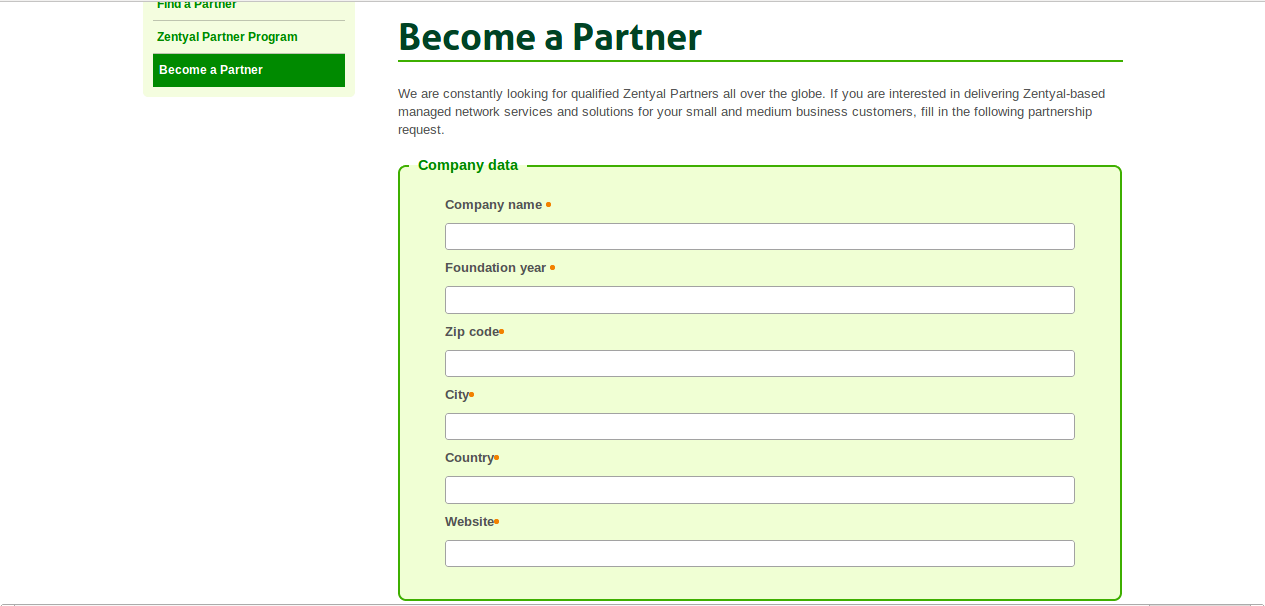 Find a Partner
Zentyal Partner Program
Become a Partner
Become a Partner
We are constantly looking for qualified Zentyal Partners all over the globe. If you are interested in delivering Zentyal-based
managed network services and solutions for your small and medium business customers, fill in the following partnership
request.
Company data
Company name
Foundation year
Zip code
City
Country
Website